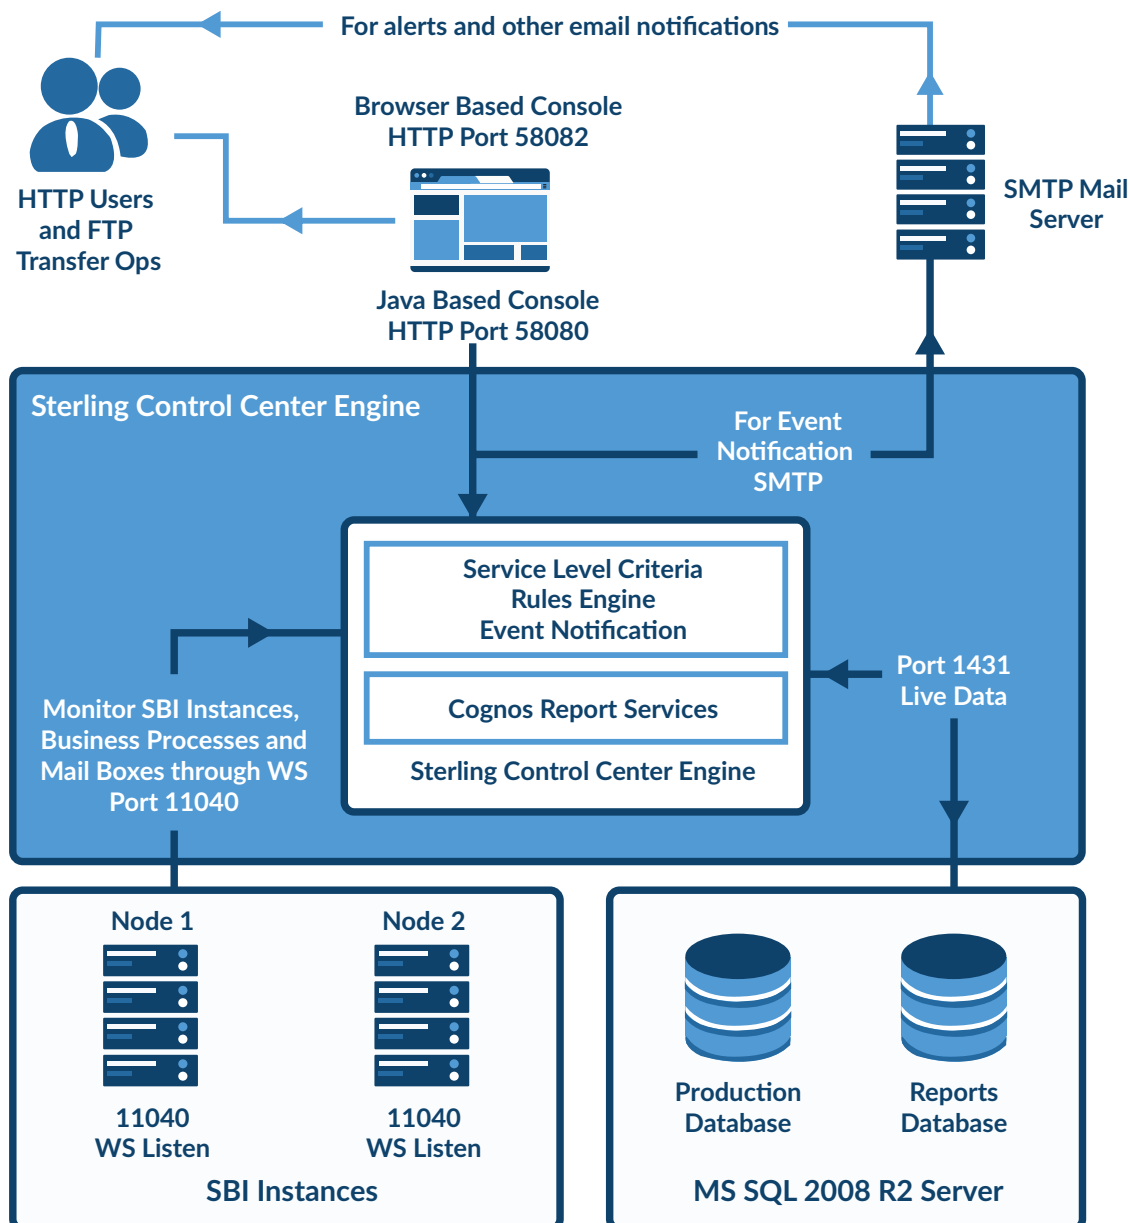 For alerts and other email notifications
Browser Based Console
HTTP Port 58082
HTTP Users
and FTP
Transfer Ops
SMTP Mail
Server
Java Based Console
HTTP Port 58080
Sterling Control Center Engine
For Event
Notification
SMTP
Service Level Criteria
Rules Engine
Event Notification
Cognos Report Services
Sterling Control Center Engine
Monitor SBI Instances,
Business Processes and
Mail Boxes through WS
Port 11040
Port 1431
Live Data
Node 1
Node 2
11040
WS Listen
11040
WS Listen
SBI Instances
Production
Database
Reports
Database
MS SQL 2008 R2 Server